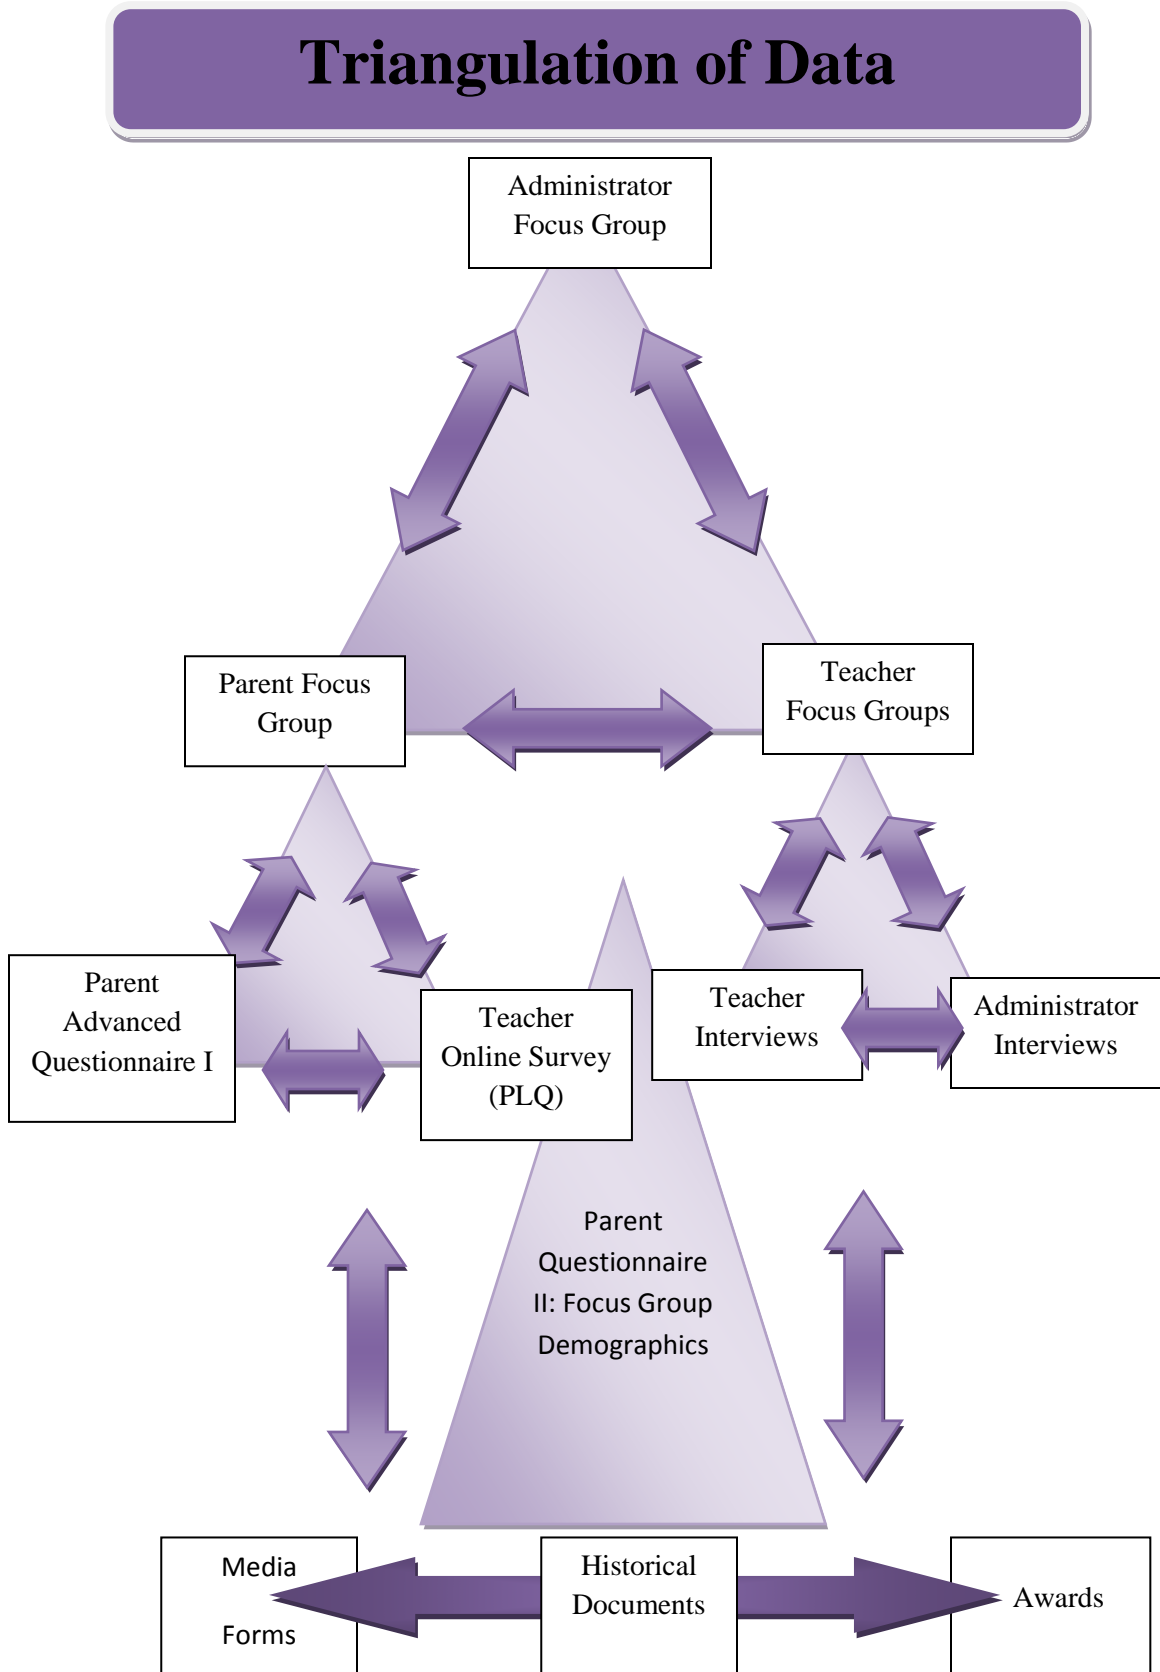 Triangulation of Data
Administrator
Focus Group
Parent Focus
Group
Teacher
Focus Groups
Parent
Advanced
Questionnaire I
Teacher
Online Survey
(PLQ)
Teacher
Interviews
Administrator
Interviews
Parent
Questionnaire
II: Focus Group
Demographics
Media
Forms
Historical
Documents
Awards